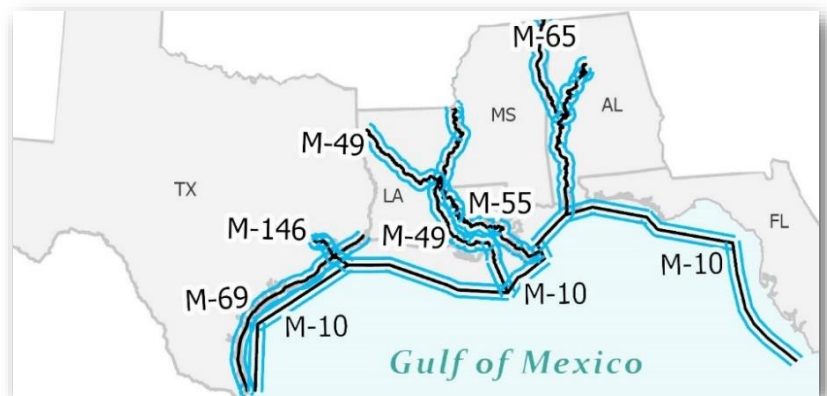 M-65
MS
AL
M-49
TX
LA
M-55
M-146
M-49
FL
M-10
M-69
M-10
M-10
Gulf of Mexico